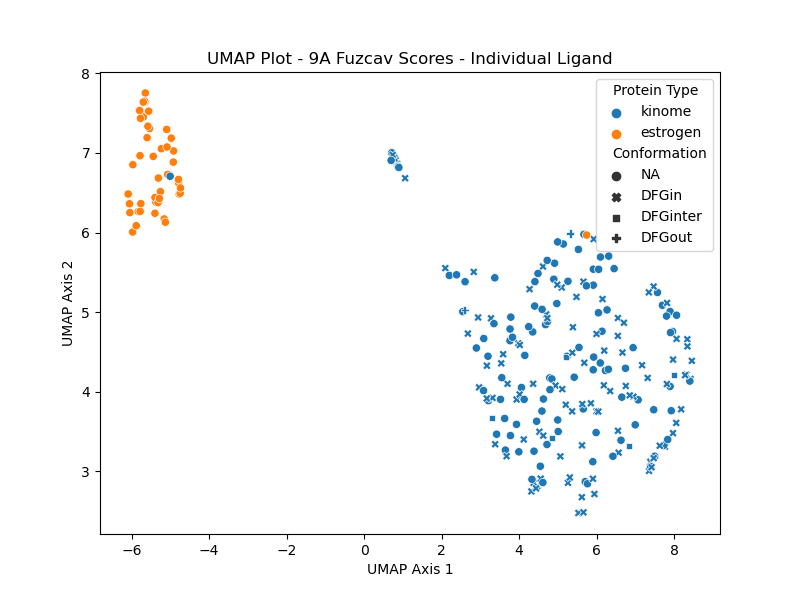 UMAP Plot - 9A Fuzcav Scores - Individual Ligand
8
7
6
5
4
3
UMAP Axis 2
Protein Type
kinome
estrogen
Conformation
NA
DFGin
DFGinter
DFGout
−6 −4 −2 0 2 4 6 8
UMAP Axis 1